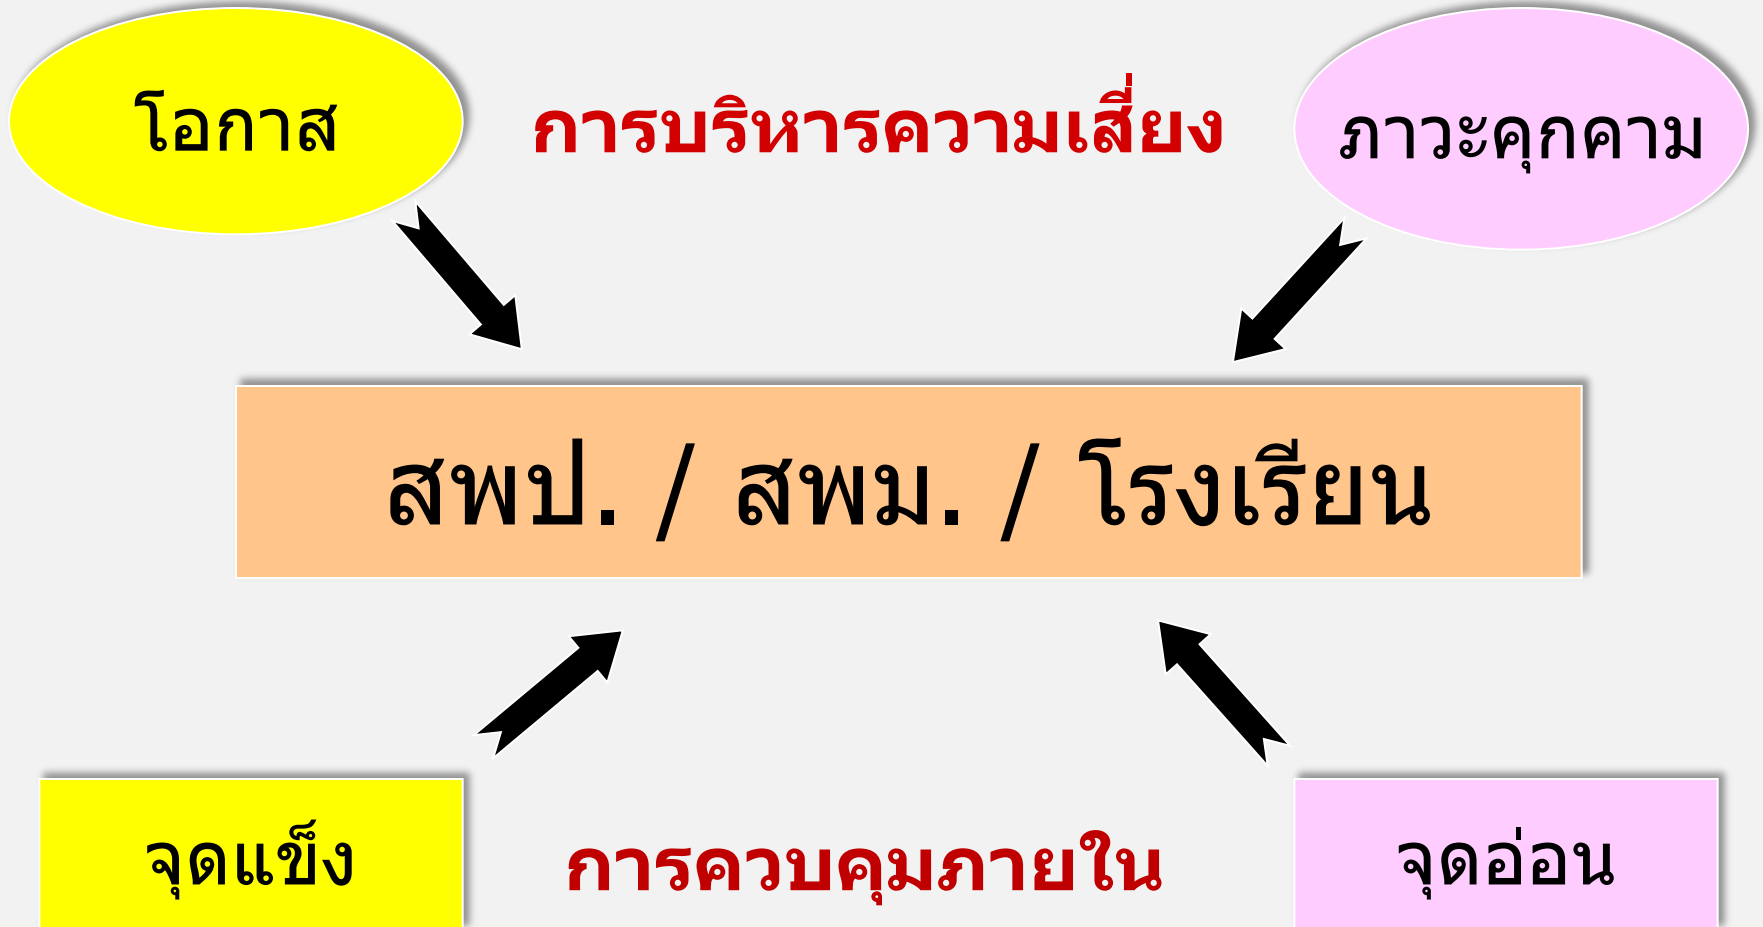 โอกาส
การบริหารความเสี่ยง
ภาวะคุกคาม
สพป. / สพม. / โรงเรียน
จุดแข็ง
การควบคุมภายใน
จุดอ่อน